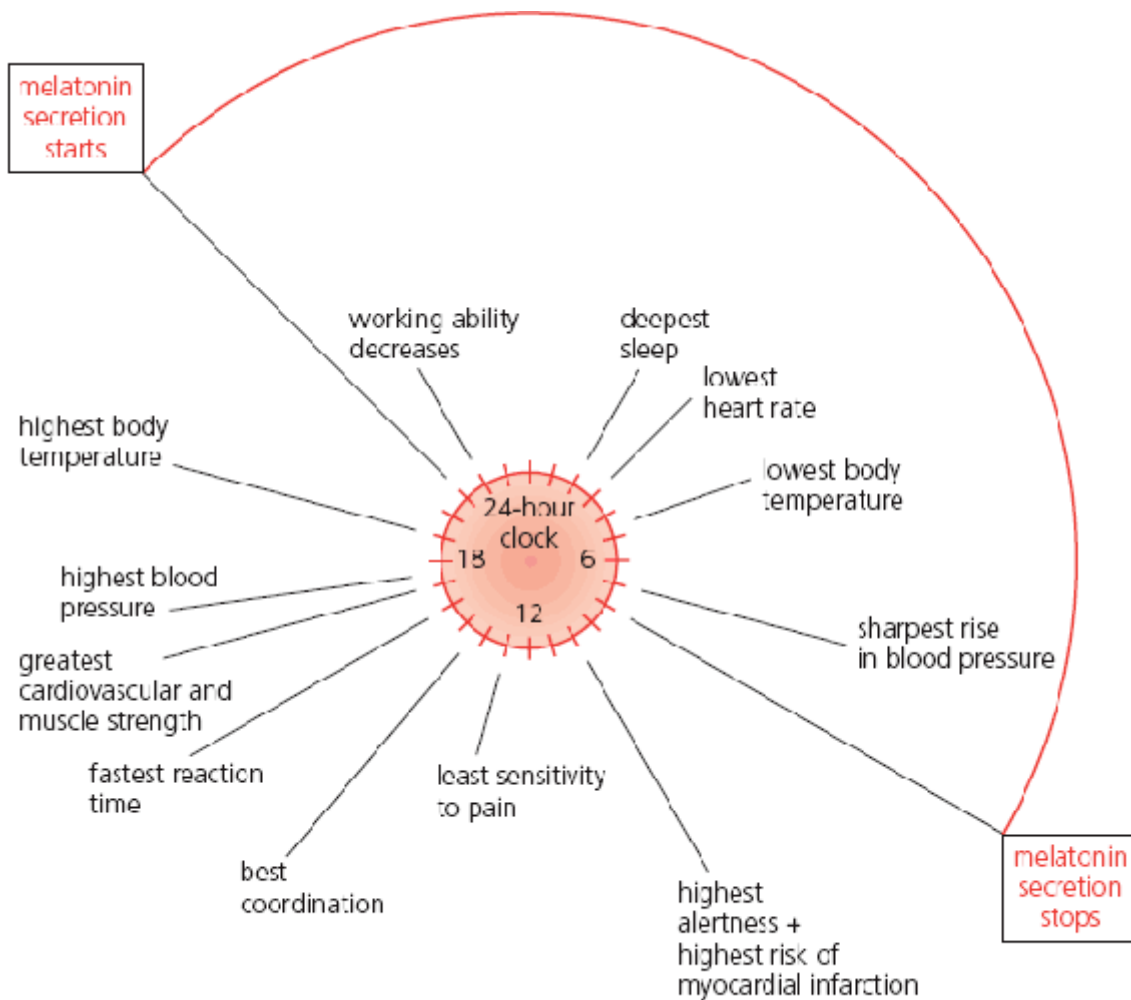 melatonin
secretion
starts
working ability
decreases
deepest
sleep
lowest
heart rate
highest body
temperature
lowest body
temperature
24-hour
clock
18
6
12
highest blood
pressure
sharpest rise
in blood pressure
greatest
cardiovascular and
muscle strength
fastest reaction
time
least sensitivity
to pain
best
coordination
highest
alertness +
highest risk of
myocardial infarction
melatonin
secretion
stops